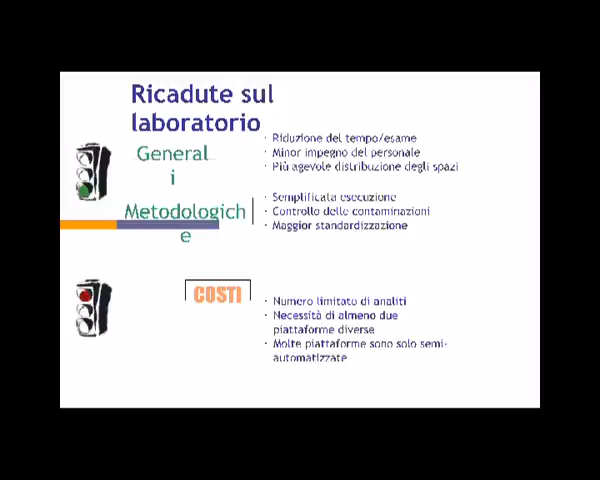 Ricadute sul
laboratorio
General
i
· Riduzione del tempo/esame
· Minor impegno del personale
· Più agevole distribuzione degli spazi
Metodologich
e
· Semplificata esecuzione
· Controllo delle contaminazioni
· Maggior standardizzazione
COSTI
· Numero limitato di analiti
· Necessità di almeno due
piattaforme diverse
· Molte piattaforme sono solo semi-
automatizzate